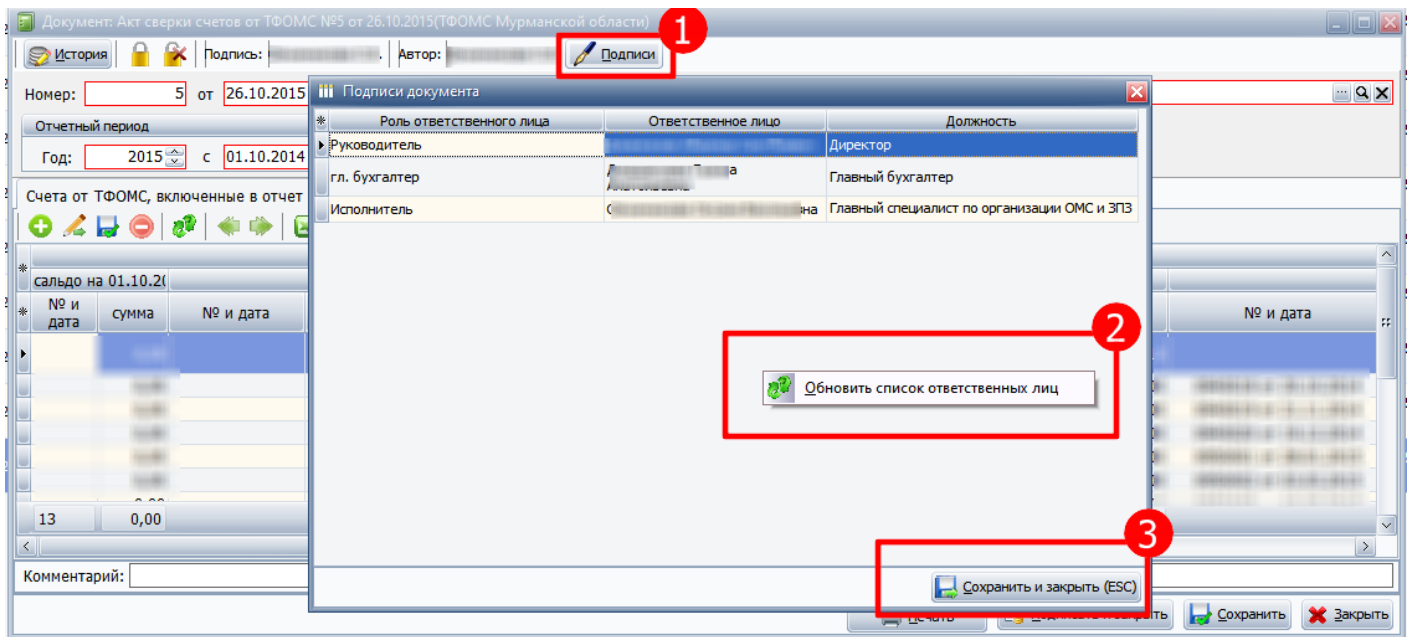 Документ: Акт сверки счетов от ТФОМС №5 от 26.10.2015(ТФОМС Мурманской области)
1
История Подпись: Автор: Подписи
Номер: 5 от 26.10.2015
Подписи документа
Отчетный период
Роль ответственного лица Ответственное лицо Должность
Год: 2015 с 01.10.2014
Руководитель Директор
гл. бухгалтер Главный бухгалтер
Исполнитель вна Главный специалист по организации ОМС и ЗПЗ
Счета от ТФОМС, включенные в отчет
сальдо на 01.10.20
№ и дата сумма № и дата № и дата
2
Обновить список ответственных лиц
13 0,00
3
Комментарий:
Сохранить и закрыть (ESC)
Печать Сохранить Закрыть